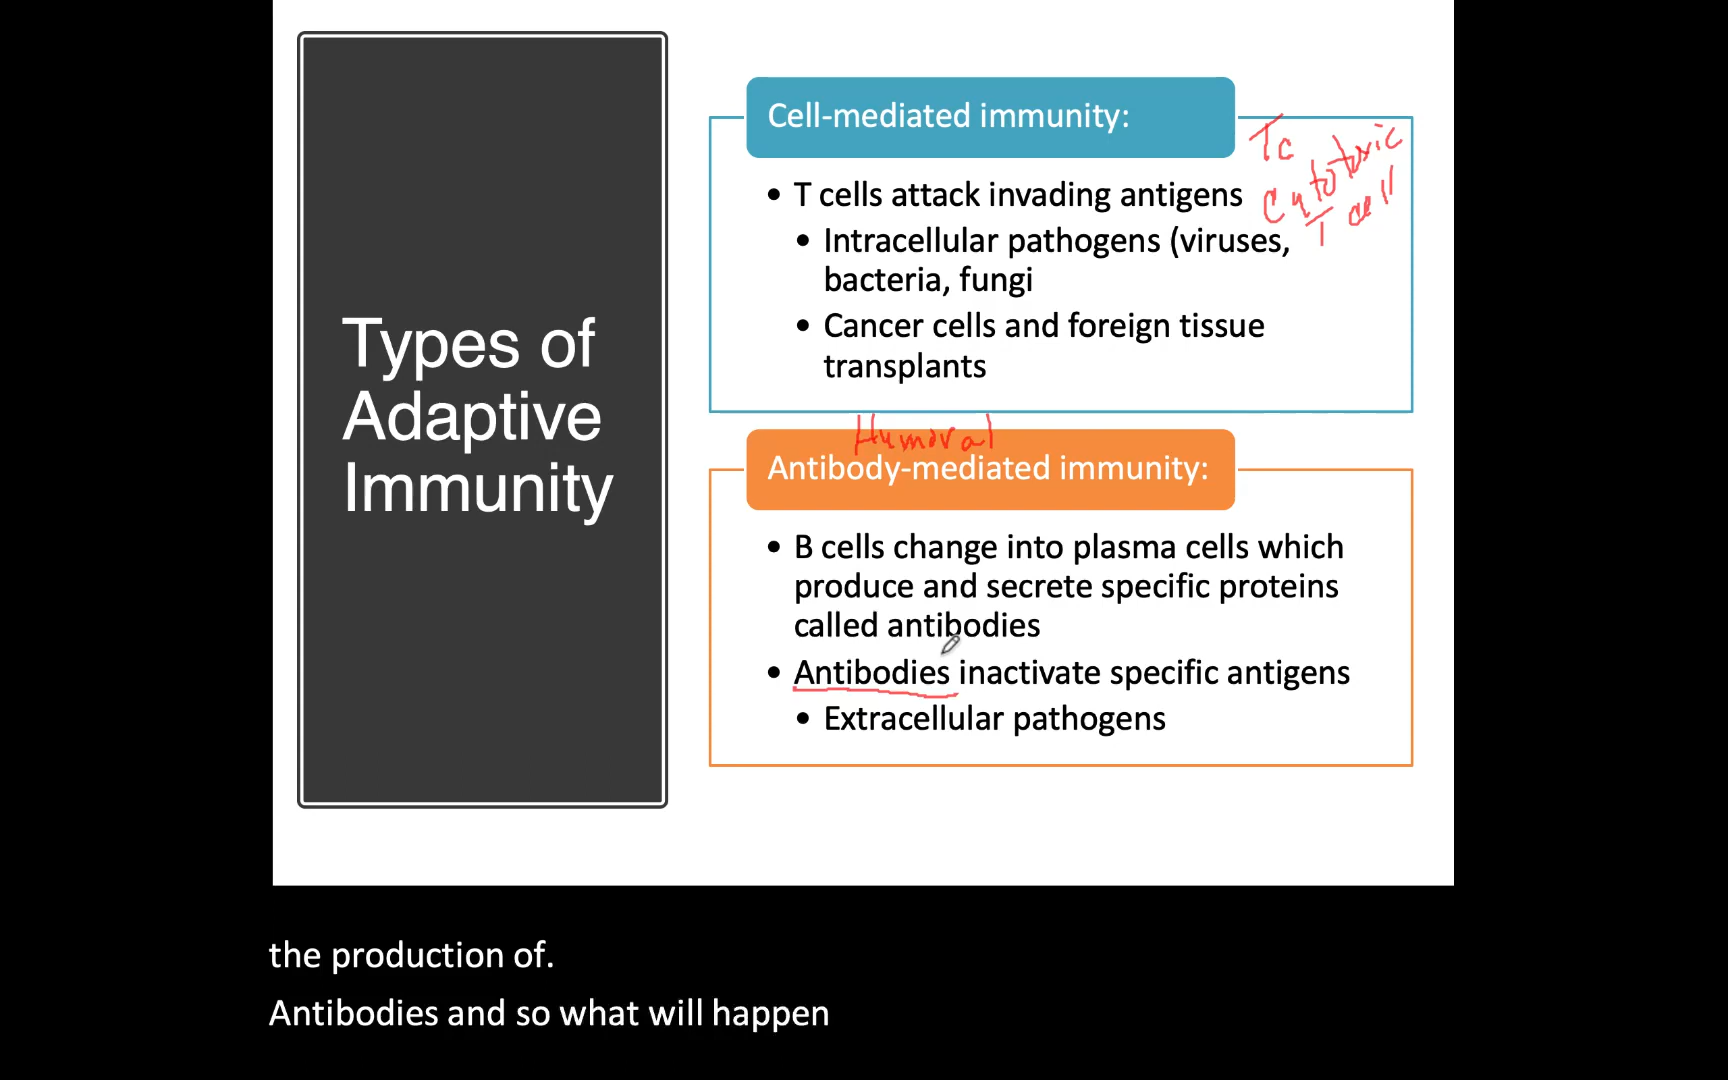 Types of
Adaptive
Immunity
Cell-mediated immunity:
Tc
Cytotoxic
T cell
• T cells attack invading antigens
• Intracellular pathogens (viruses,
bacteria, fungi
• Cancer cells and foreign tissue
transplants
Humoral
Antibody-mediated immunity:
• B cells change into plasma cells which
produce and secrete specific proteins
called antibodies
• Antibodies inactivate specific antigens
• Extracellular pathogens
the production of.
Antibodies and so what will happen